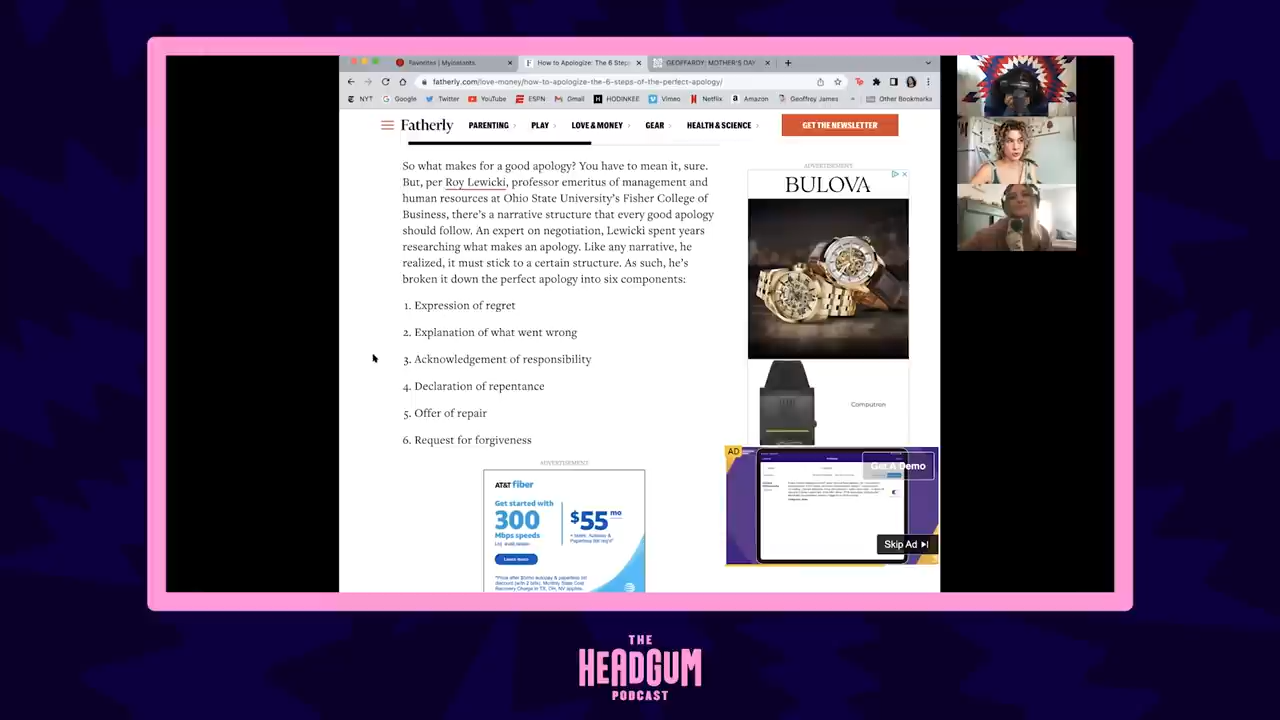 Favorites | Myinstants
How to Apologize: The 6 Steps
GEOFFARDY: MOTHER'S DAY
fatherly.com/love-money/how-to-apologize-the-6-steps-of-the-perfect-apology/
NYT
Google
Twitter
YouTube
ESPN
Gmail
HODINKEE
Vimeo
Netflix
Amazon
Geoffrey James
Other Bookmarks
Fatherly
PARENTING
PLAY
LOVE & MONEY
GEAR
HEALTH & SCIENCE
GET THE NEWSLETTER
So what makes for a good apology? You have to mean it, sure.
But, per Roy Lewicki, professor emeritus of management and
human resources at Ohio State University's Fisher College of
Business, there's a narrative structure that every good apology
should follow. An expert on negotiation, Lewicki spent years
researching what makes an apology. Like any narrative, he
realized, it must stick to a certain structure. As such, he's
broken it down the perfect apology into six components:
1. Expression of regret
2. Explanation of what went wrong
3. Acknowledgement of responsibility
4. Declaration of repentance
5. Offer of repair
6. Request for forgiveness
ADVERTISEMENT
BULOVA
Computron
AD
Get A Demo
Skip Ad
ADVERTISEMENT
AT&T fiber
Get started with
300
Mbps speeds
$55 mo
Learn more
THE
HEADGUM
PODCAST